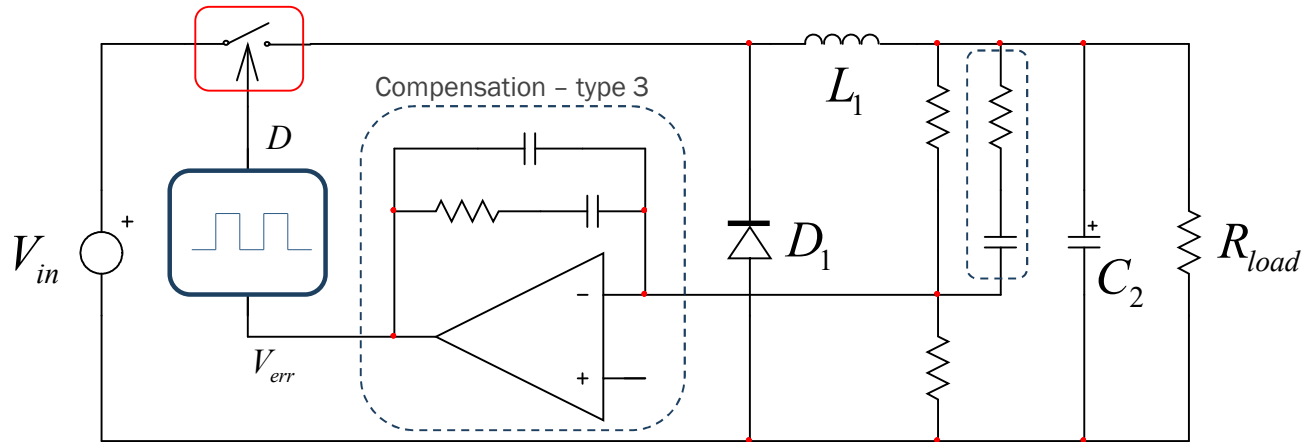 Compensation – type 3
L1
D
+
Vin
D1
+
C2
Rload
−
Verr
+